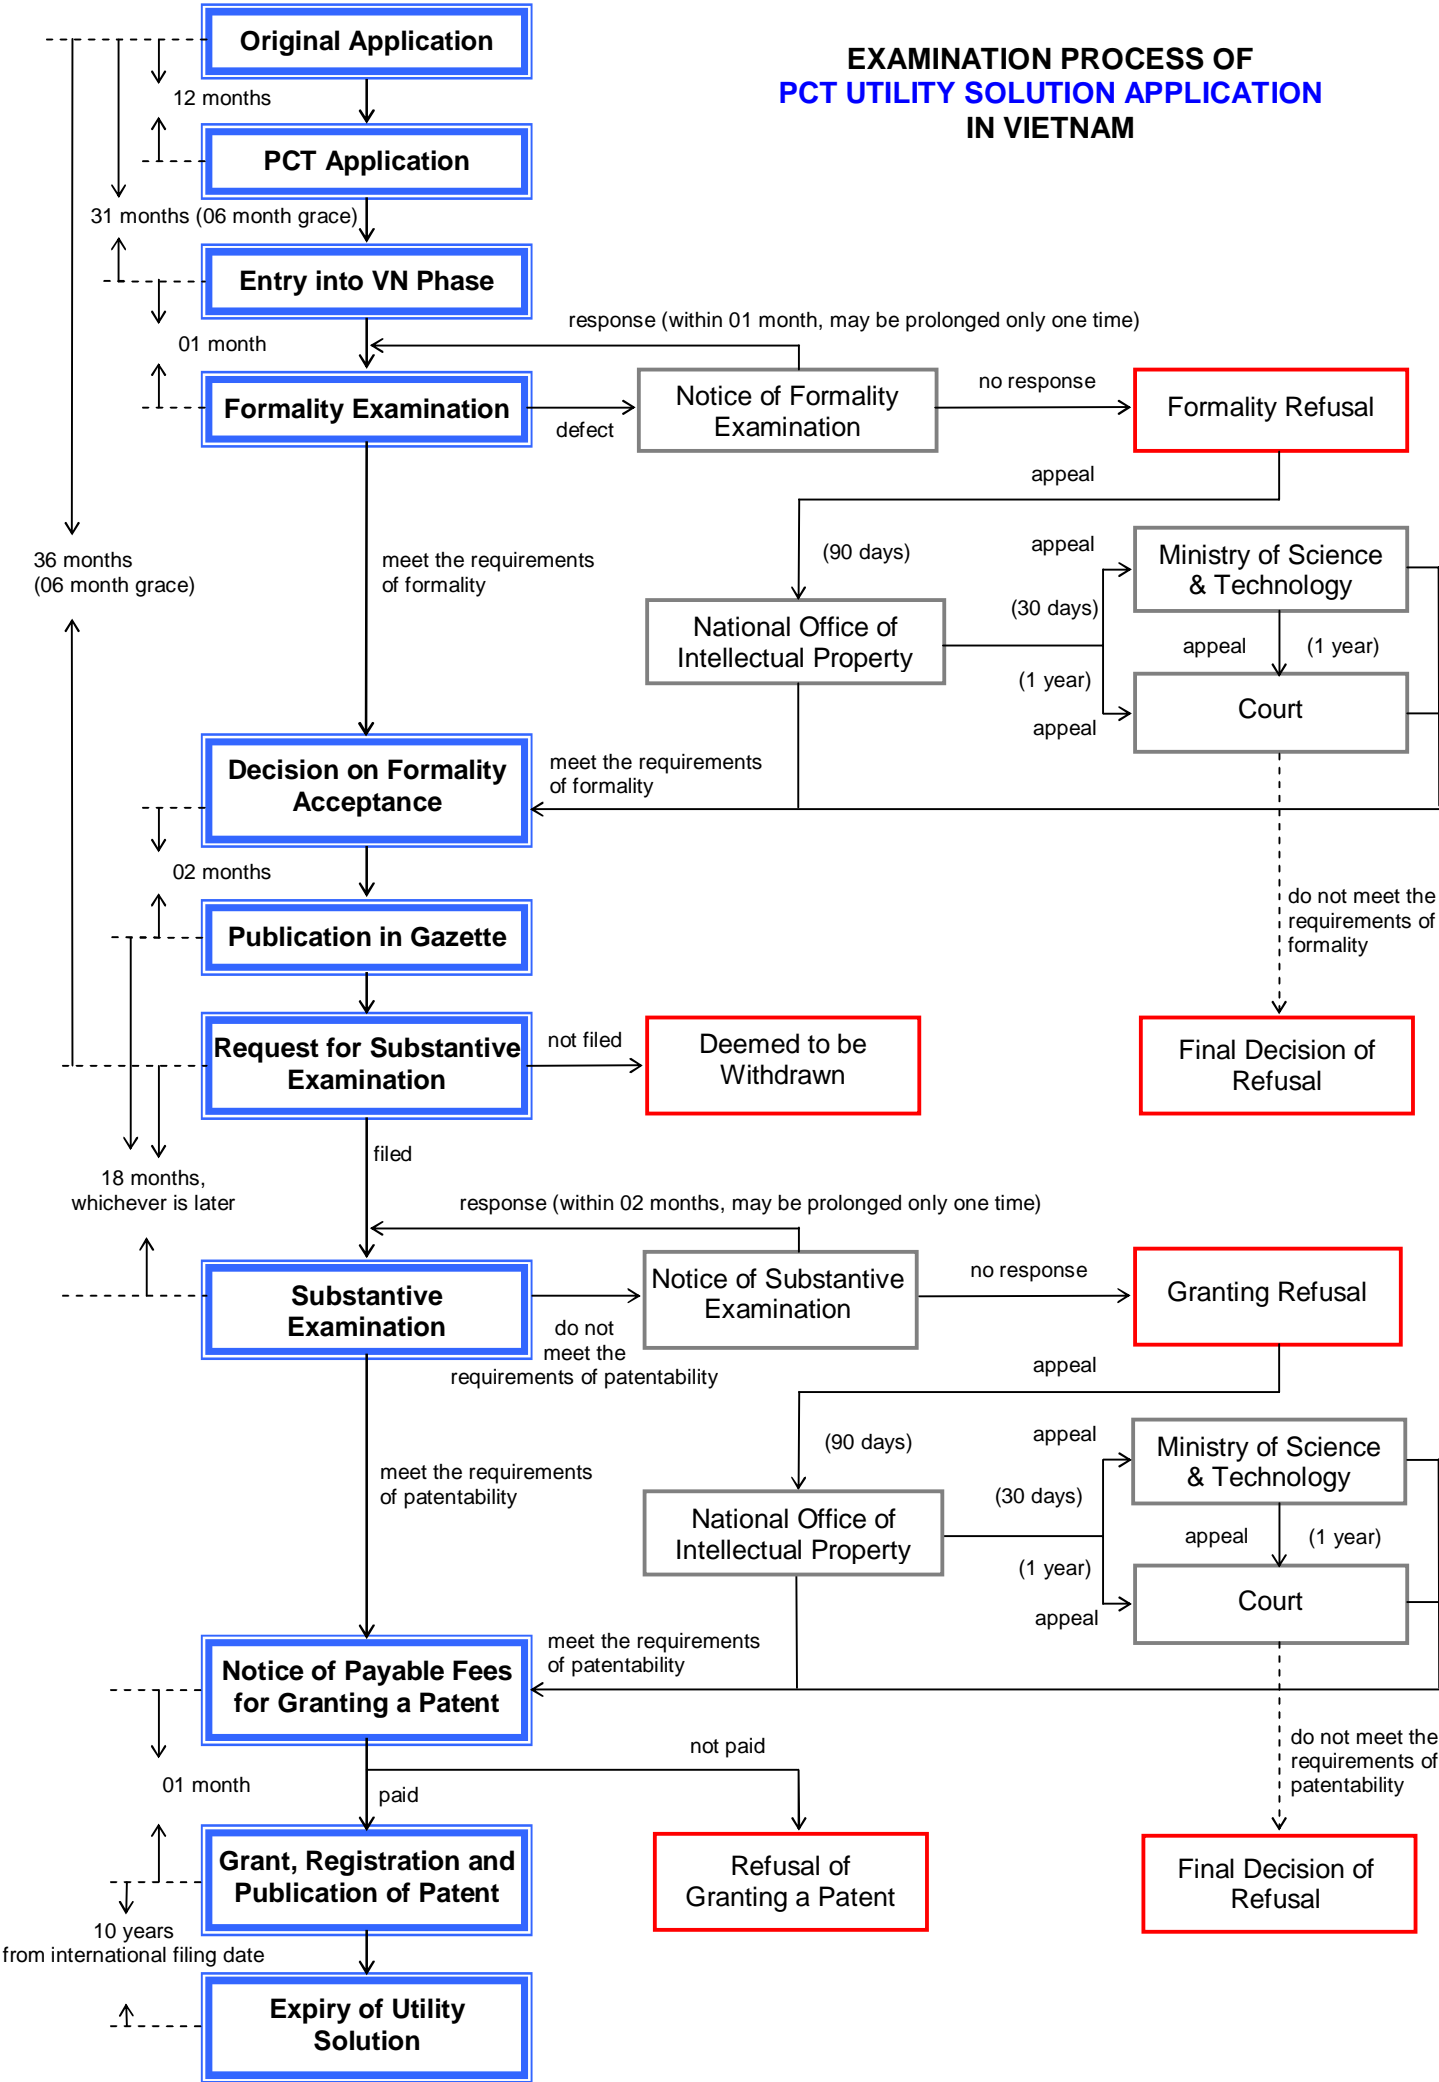 EXAMINATION PROCESS OF
PCT UTILITY SOLUTION APPLICATION
IN VIETNAM
Original Application
12 months
PCT Application
31 months (06 month grace)
Entry into VN Phase
response (within 01 month, may be prolonged only one time)
01 month
Formality Examination
defect
Notice of Formality
Examination
no response
Formality Refusal
appeal
36 months
(06 month grace)
meet the requirements
of formality
(90 days)
National Office of
Intellectual Property
appeal
(30 days)
(1 year)
appeal
Ministry of Science
& Technology
appeal
(1 year)
Court
Decision on Formality
Acceptance
meet the requirements
of formality
02 months
do not meet the
requirements of
formality
Publication in Gazette
Request for Substantive
Examination
not filed
Deemed to be
Withdrawn
Final Decision of
Refusal
filed
18 months,
whichever is later
response (within 02 months, may be prolonged only one time)
Substantive
Examination
do not
meet the
requirements of patentability
Notice of Substantive
Examination
no response
Granting Refusal
appeal
meet the requirements
of patentability
(90 days)
National Office of
Intellectual Property
appeal
(30 days)
(1 year)
appeal
Ministry of Science
& Technology
appeal
(1 year)
Court
Notice of Payable Fees
for Granting a Patent
meet the requirements
of patentability
not paid
do not meet the
requirements of
patentability
01 month
paid
Grant, Registration and
Publication of Patent
Refusal of
Granting a Patent
Final Decision of
Refusal
10 years
from international filing date
Expiry of Utility
Solution